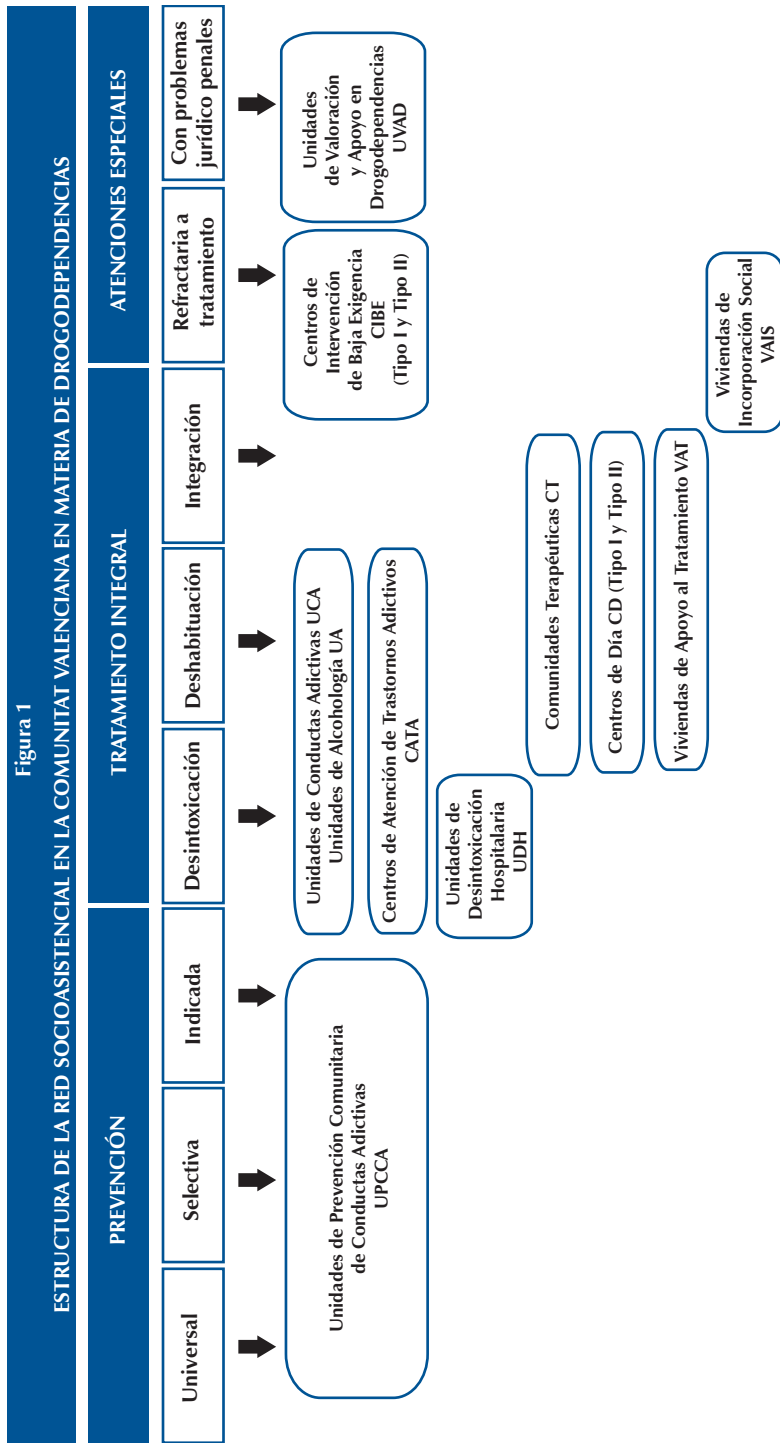 Figura 1
ESTRUCTURA DE LA RED SOCIOASISTENCIAL EN LA COMUNITAT VALENCIANA EN MATERIA DE DROGODEPENDENCIAS
PREVENCIÓN
TRATAMIENTO INTEGRAL
ATENCIONES ESPECIALES
Universal
Selectiva
Indicada
Desintoxicación
Deshabituación
Integración
Refractaria a
tratamiento
Con problemas
jurídico penales
Unidades de Prevención Comunitaria
de Conductas Adictivas
UPCCA
Unidades de Conductas Adictivas UCA
Unidades de Alcohología UA
Centros de Atención de Trastornos Adictivos
CATA
Unidades de
Desintoxicación
Hospitalaria
UDH
Comunidades Terapéuticas CT
Centros de Día CD (Tipo I y Tipo II)
Viviendas de Apoyo al Tratamiento VAT
Viviendas de
Incorporación Social
VAIS
Centros de
Intervención
de Baja Exigencia
CIBE
(Tipo I y Tipo II)
Unidades
de Valoración
y Apoyo en
Drogodependencias
UVAD